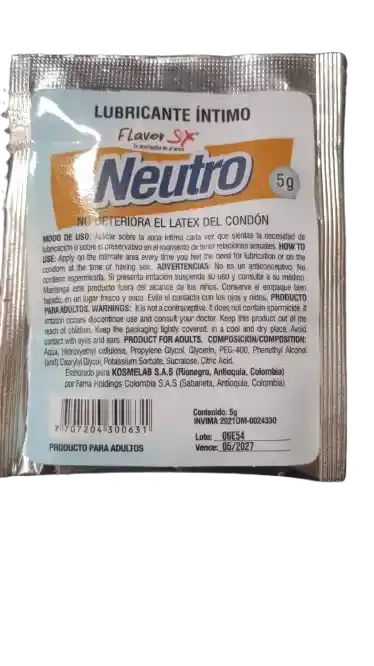 LUBRICANTE ÍNTIMO
Flavor SX®
Neutro
5g
NO DETERIORA EL LATEX DEL CONDÓN
MODO DE USO: Aplicar sobre la zona íntima cada vez que sientas la necesidad de
lubricación o sobre el preservativo en el momento de tener relaciones sexuales. HOW TO
USE: Apply on the intimate area every time you feel the need for lubrication or on the
condom at the time or having sex. ADVERTENCIAS: No es un anticonceptivo. No
contiene espermicida. Si presenta irritación suspenda su uso y consulte a su médico.
Mantenga este producto fuera del alcance de los niños. Conserve el empaque bien
tapado, en un lugar fresco y seco. Evite el contacto con los ojos y oídos. PRODUCTO
PARA ADULTOS. WARNINGS: It is not a contraceptive. It does not contain spermicide. If
irritation occurs discontinue use and consult your doctor. Keep this product out of the
reach of children. Keep the packaging tightly covered, in a cool and dry place. Avoid
contact with eyes and ears. PRODUCT FOR ADULTS. COMPOSICIÓN/COMPOSITION:
Aqua, Hidroxyethyl cellulose, Propylene Glycol, Glycerin, PEG-400, Phenethyl Alcohol
(and) Caprylyl Glycol, Potassium Sorbate, Sucralose, Citric Acid.
Elaborado para KOSMELAB S.A.S (Rionegro, Antioquia, Colombia)
por Fama Holdings Colombia S.A.S (Sabaneta, Antioquia, Colombia)
7 707204 300631
Contenido: 5g
INVIMA 2021DM-0024330
Lote: 06E54
Vence: 05/2027
PRODUCTO PARA ADULTOS